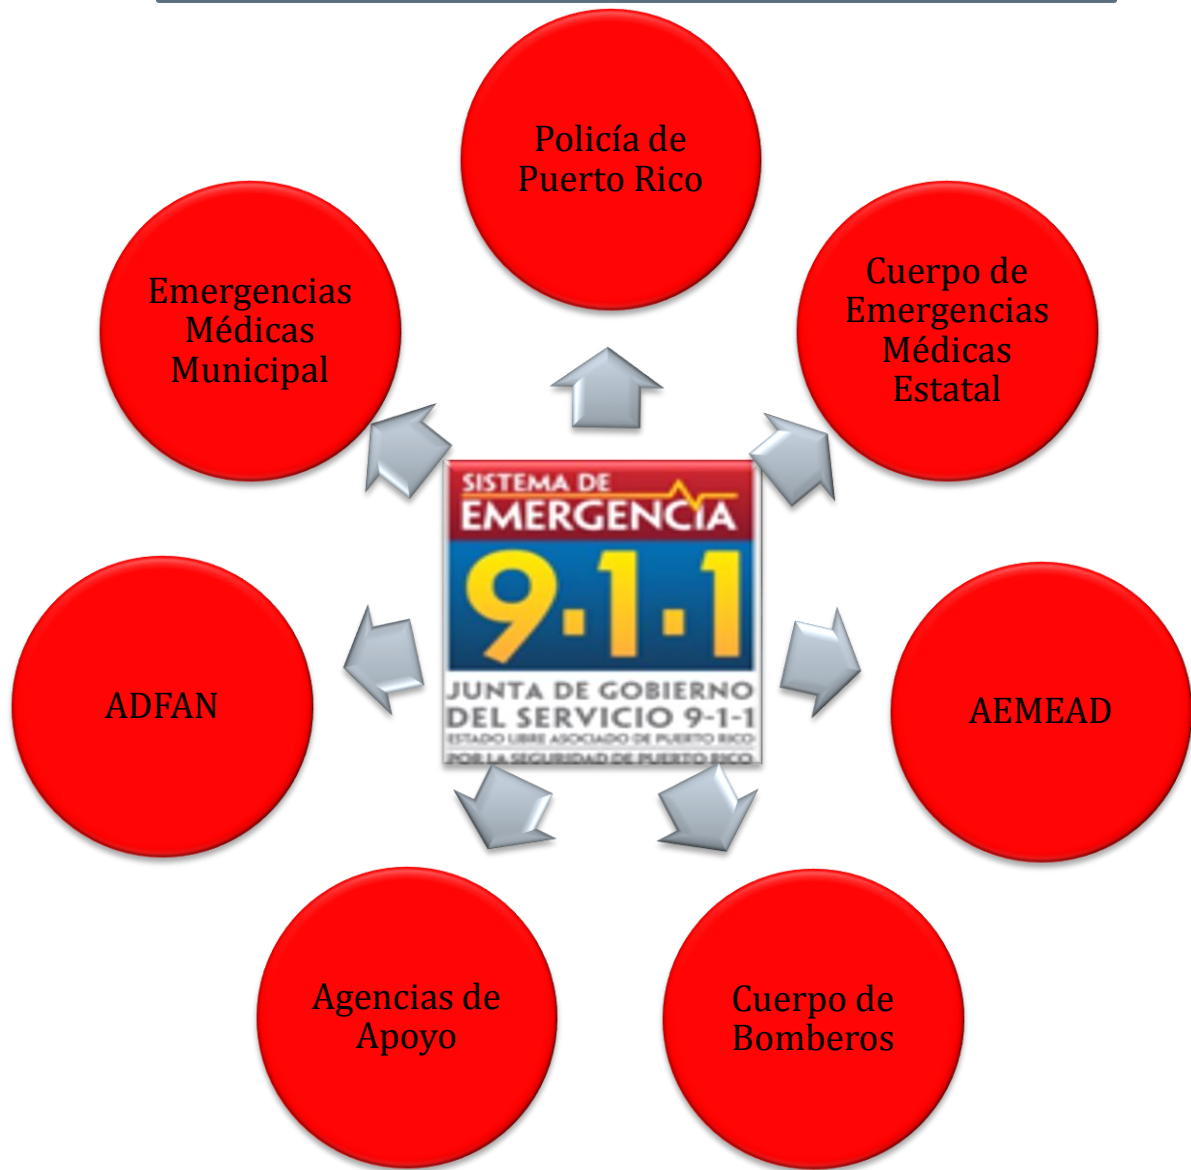 Policía de
Puerto Rico
Cuerpo de
Emergencias
Médicas
Estatal
AEMEAD
Cuerpo de
Bomberos
Agencias de
Apoyo
ADFAN
Emergencias
Médicas
Municipal
SISTEMA DE
EMERGENCIA
9·1·1
JUNTA DE GOBIERNO
DEL SERVICIO 9-1-1
ESTADO LIBRE ASOCIADO DE PUERTO RICO
POR LA SEGURIDAD DE PUERTO RICO